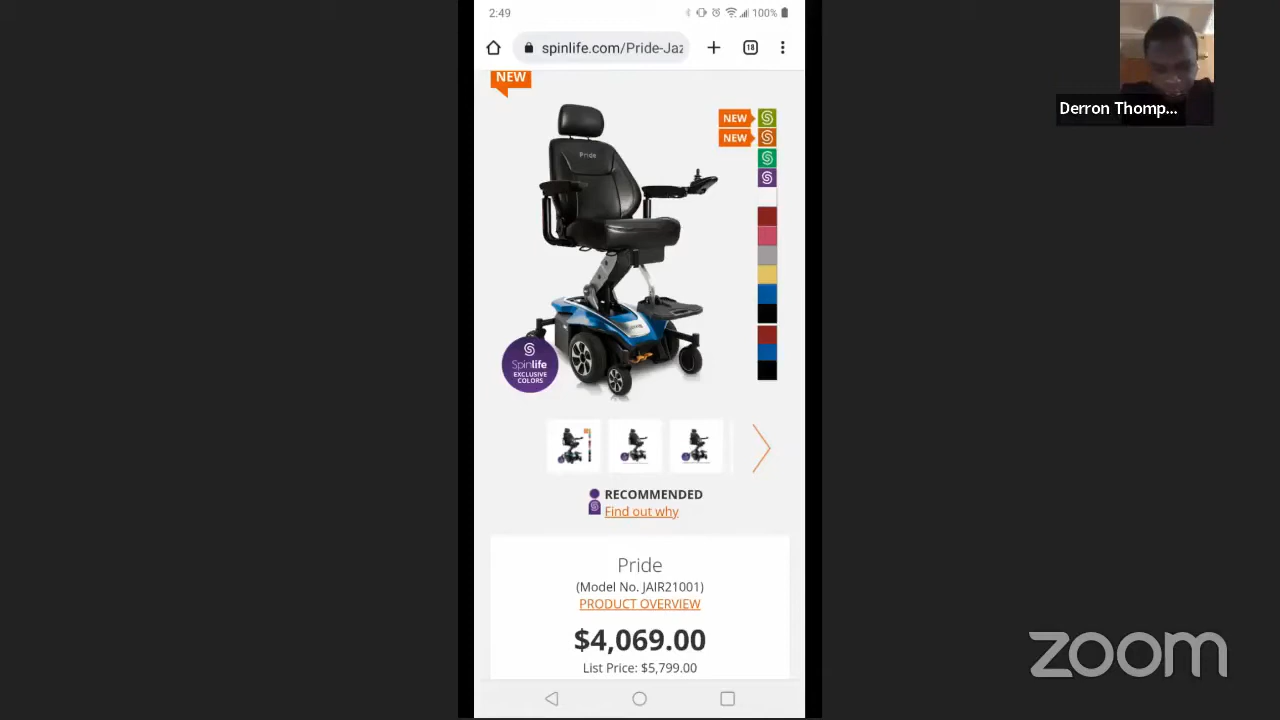 2:49
100%
spinlife.com/Pride-Jaz
18
NEW
NEW
NEW
Pride
Spinlife
EXCLUSIVE
COLORS
RECOMMENDED
Find out why
Pride
(Model No. JAIR21001)
PRODUCT OVERVIEW
$4,069.00
List Price: $5,799.00
Derron Thomp...
zoom